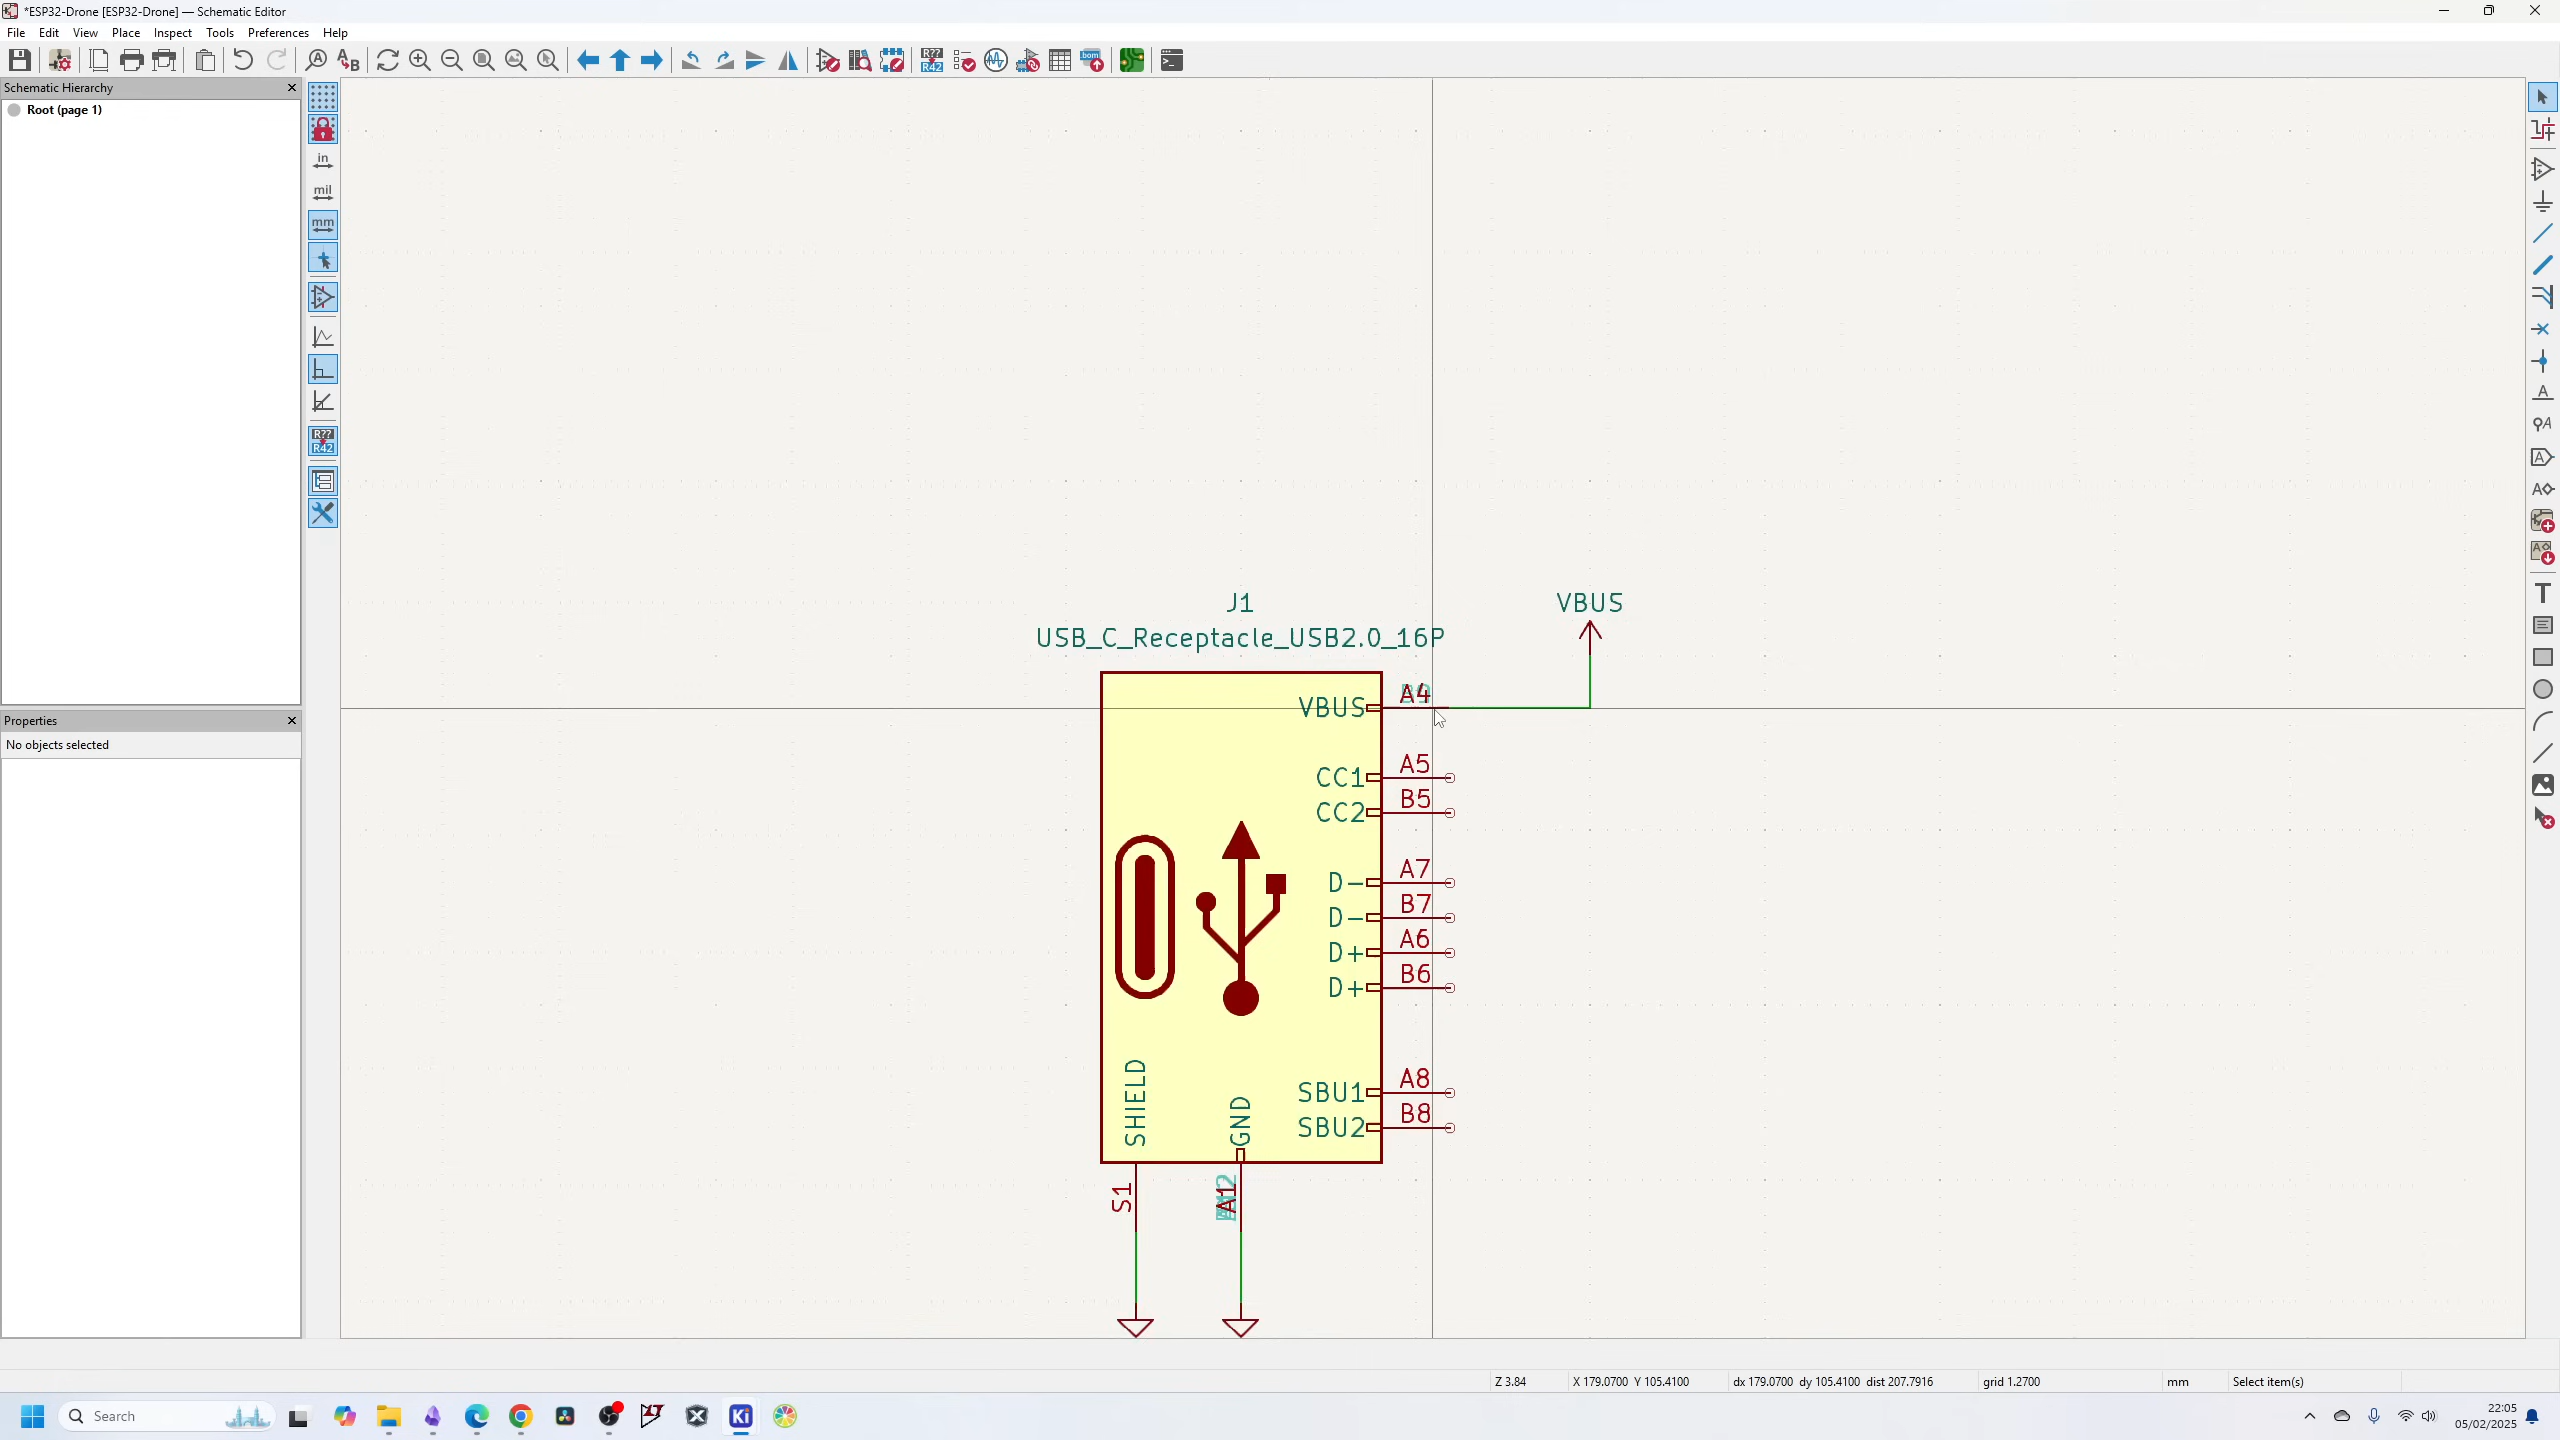 *ESP32-Drone [ESP32-Drone] — Schematic Editor
File Edit View Place Inspect Tools Preferences Help
Schematic Hierarchy
Root (page 1)
in
mil
mm
R??
R42
Properties
No objects selected
J1
USB_C_Receptacle_USB2.0_16P
VBUS
VBUS A4
CC1 A5
CC2 B5
D- A7
D- B7
D+ A6
D+ B6
SBU1 A8
SBU2 B8
SHIELD
GND
S1
A1
Z 3.84
X 179.0700 Y 105.4100
dx 179.0700 dy 105.4100 dist 207.7916
grid 1.2700
mm
Select item(s)
Search
Ki
22:05
05/02/2025